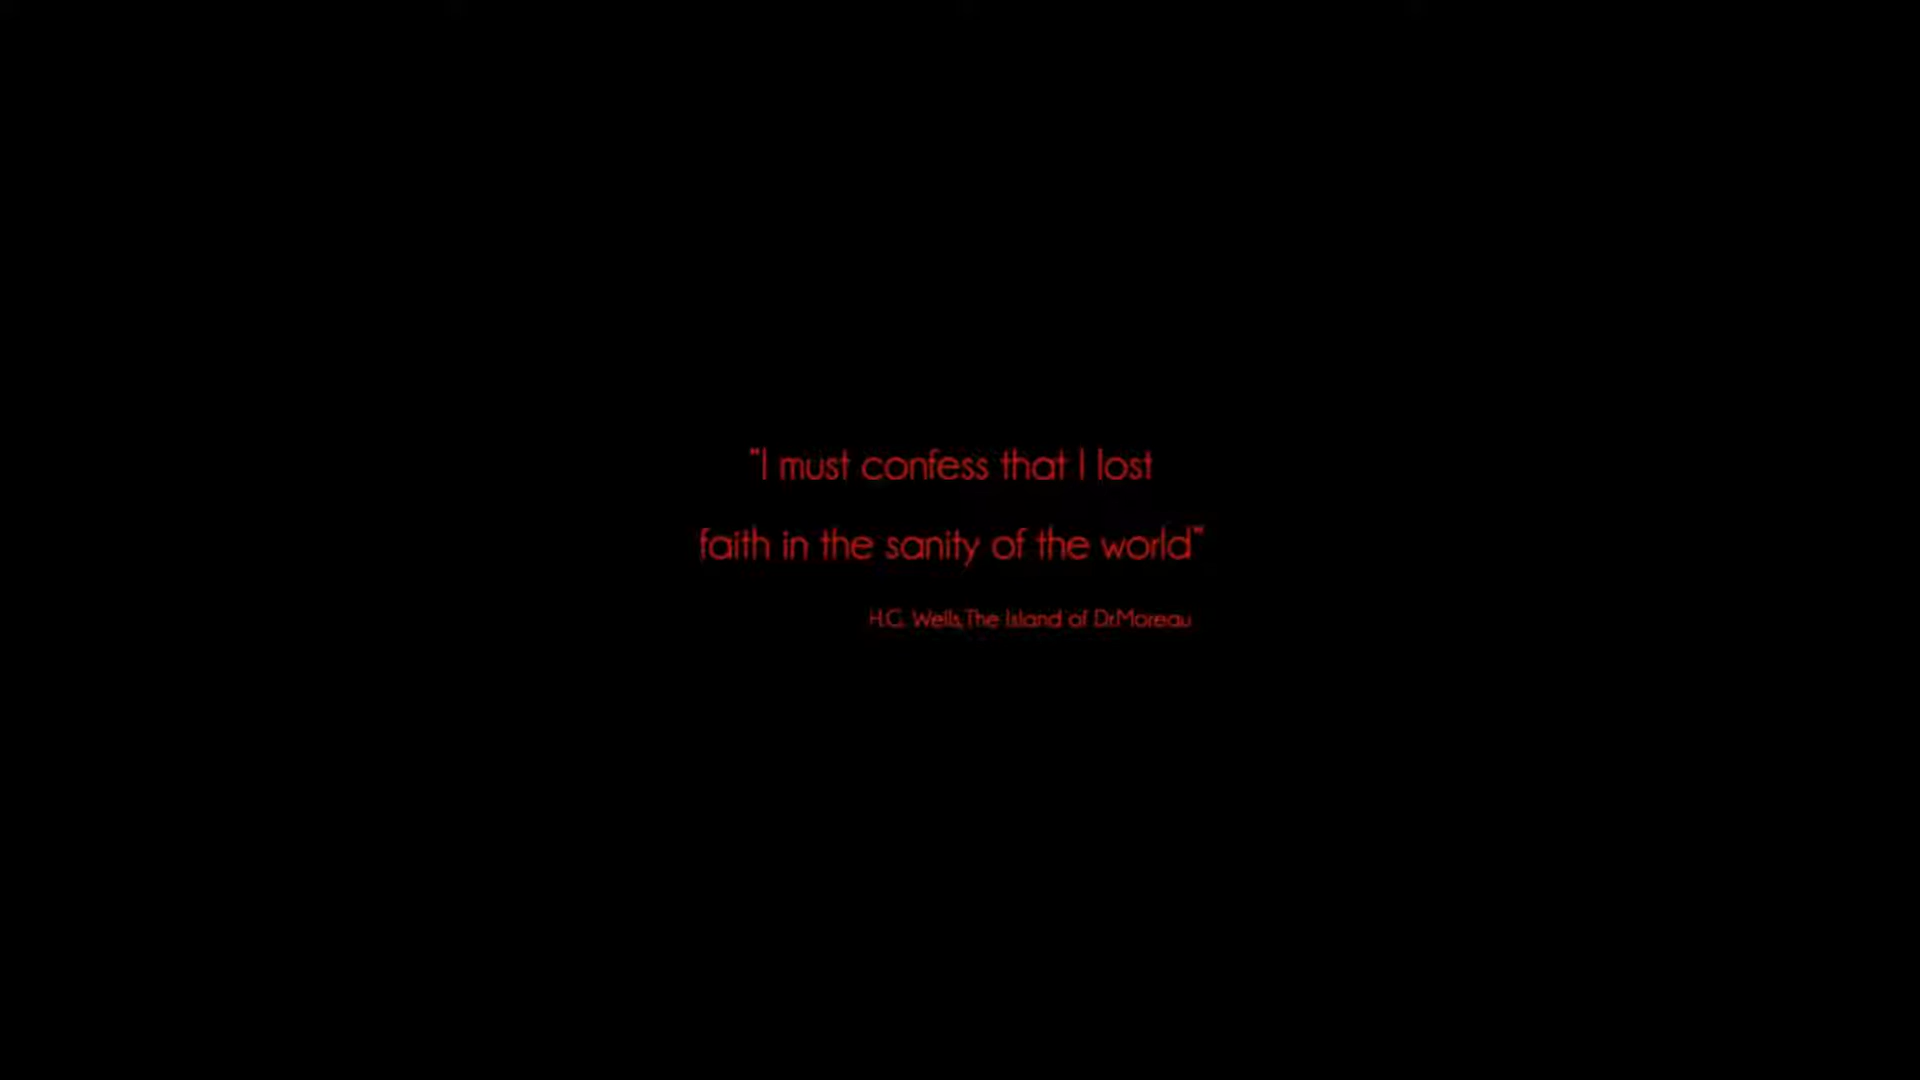 "I must confess that I lost
faith in the sanity of the world"
H.G. Wells,The Island of Dr.Moreau